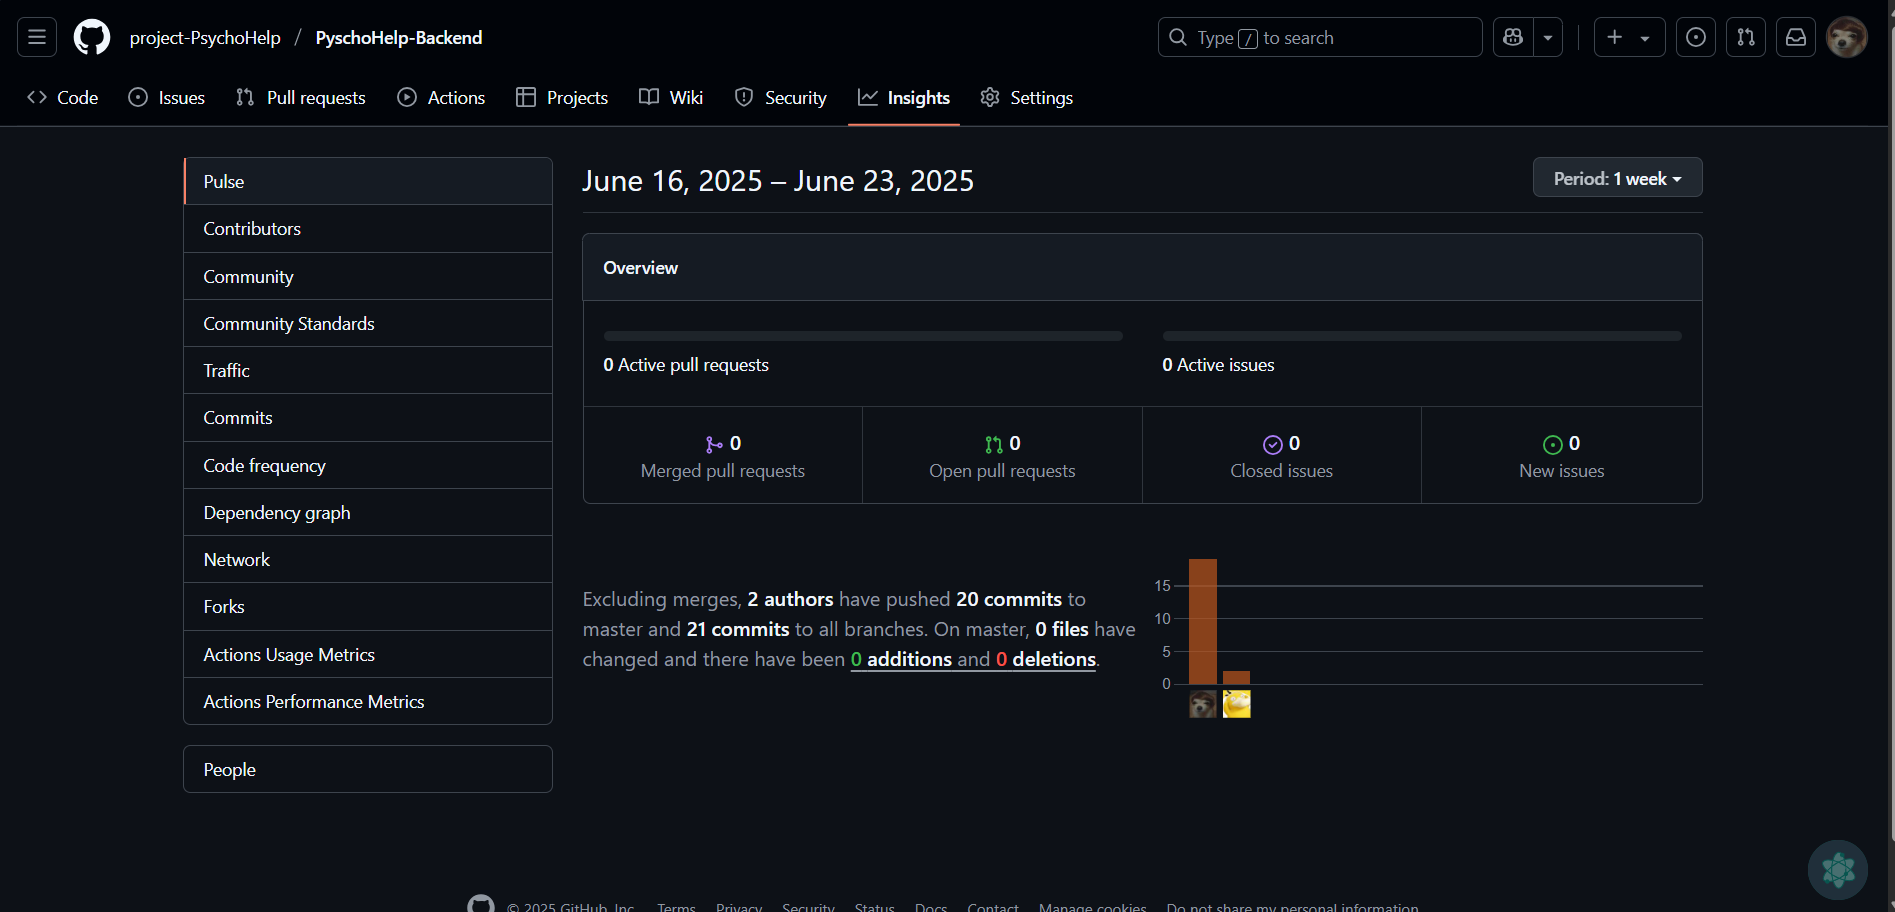 project-PsychoHelp / PyschoHelp-Backend
Type / to search
Code
Issues
Pull requests
Actions
Projects
Wiki
Security
Insights
Settings
Pulse
Contributors
Community
Community Standards
Traffic
Commits
Code frequency
Dependency graph
Network
Forks
Actions Usage Metrics
Actions Performance Metrics
People
June 16, 2025 – June 23, 2025
Period: 1 week
Overview
0 Active pull requests
0 Active issues
0
Merged pull requests
0
Open pull requests
0
Closed issues
0
New issues
Excluding merges, 2 authors have pushed 20 commits to
master and 21 commits to all branches. On master, 0 files have
changed and there have been 0 additions and 0 deletions.
15
10
5
0
© 2025 GitHub, Inc.
Terms
Privacy
Security
Status
Docs
Contact
Manage cookies
Do not share my personal information